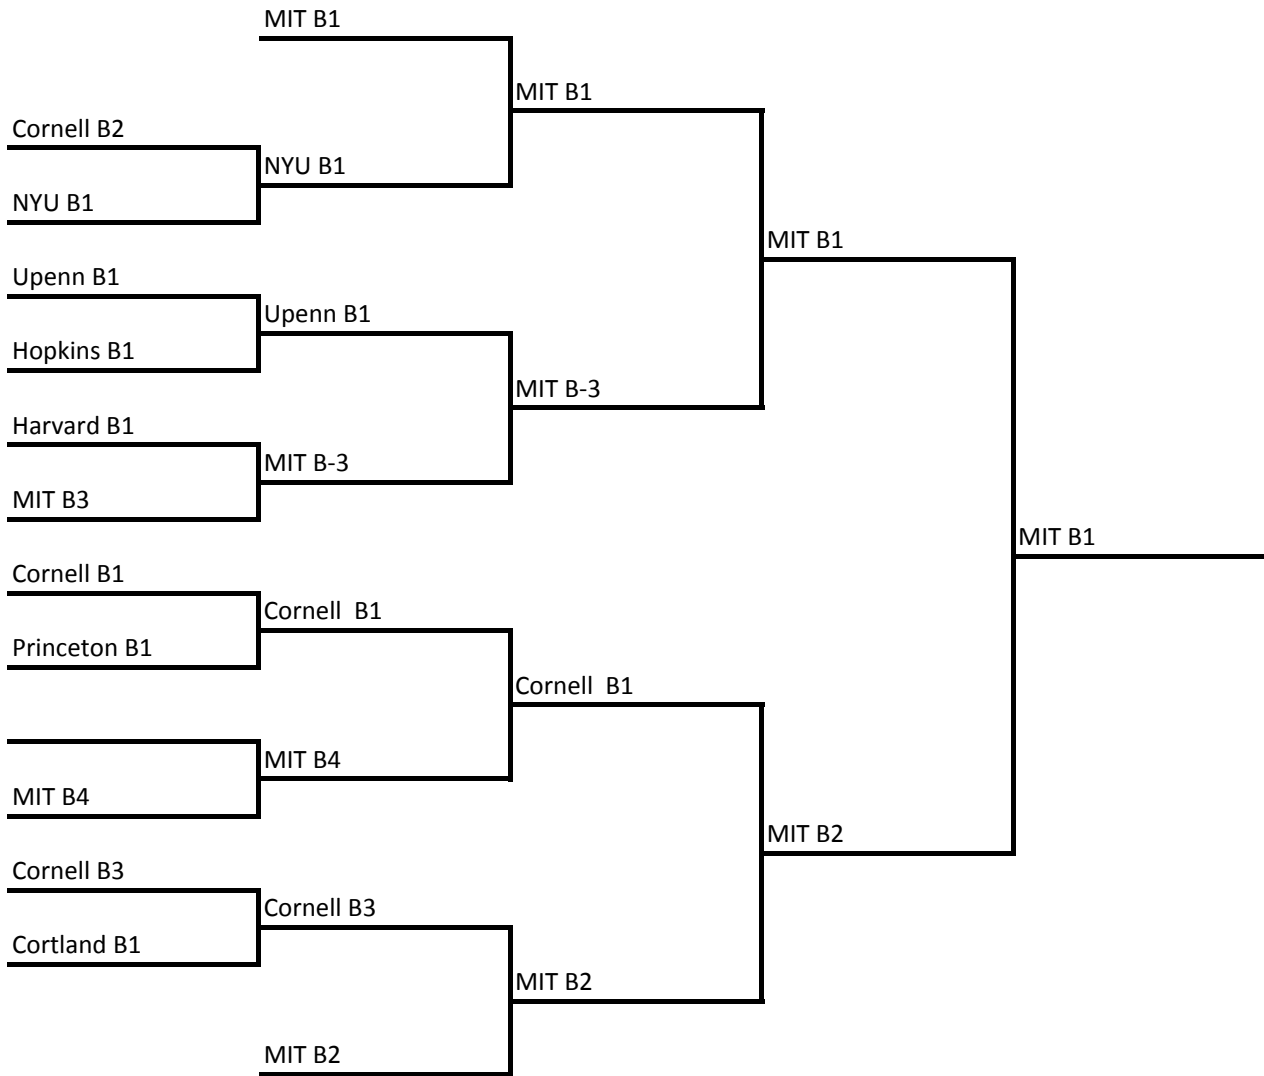 MIT B1
MIT B1
Cornell B2
NYU B1
NYU B1
MIT B1
Upenn B1
Upenn B1
Hopkins B1
MIT B-3
Harvard B1
MIT B-3
MIT B3
MIT B1
Cornell B1
Cornell  B1
Princeton B1
Cornell  B1
MIT B4
MIT B4
MIT B2
Cornell B3
Cornell B3
Cortland B1
MIT B2
MIT B2